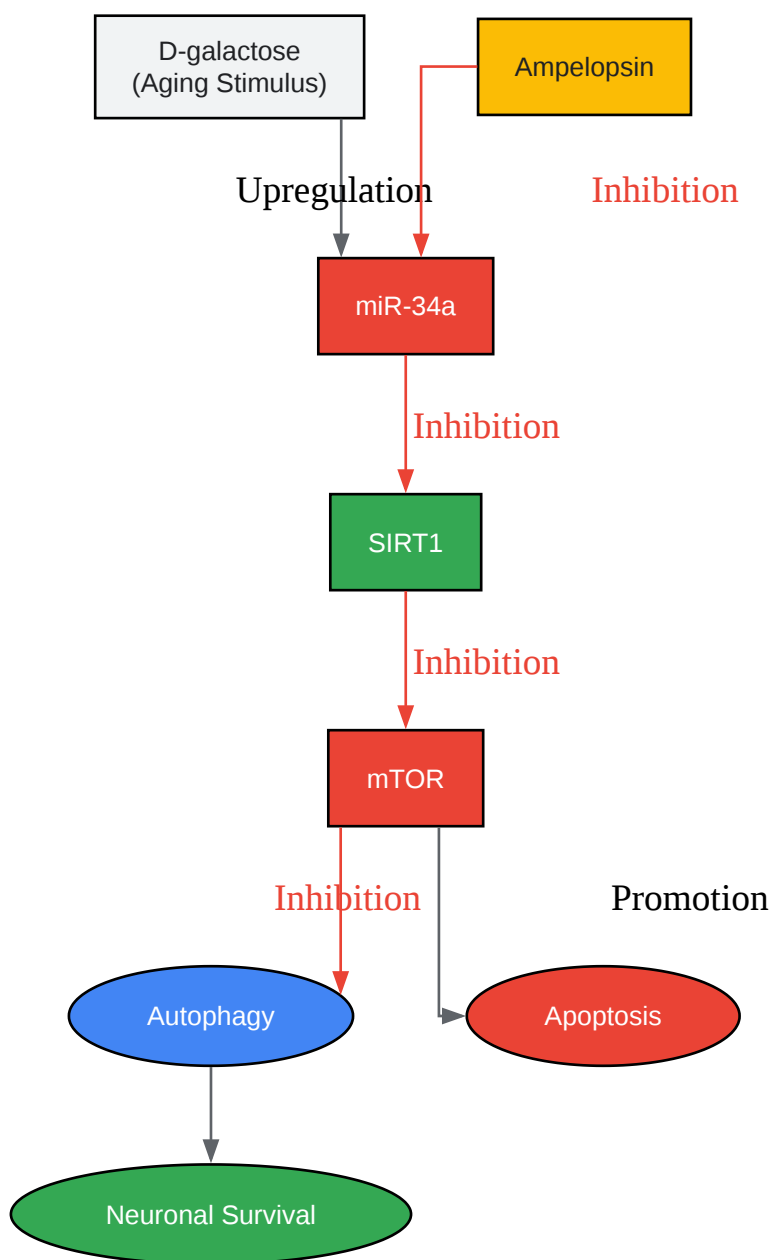 D-galactose
(Aging Stimulus)
Ampelopsin
Upregulation
Inhibition
miR-34a
Inhibition
SIRT1
Inhibition
mTOR
Inhibition
Promotion
Autophagy
Apoptosis
Neuronal Survival